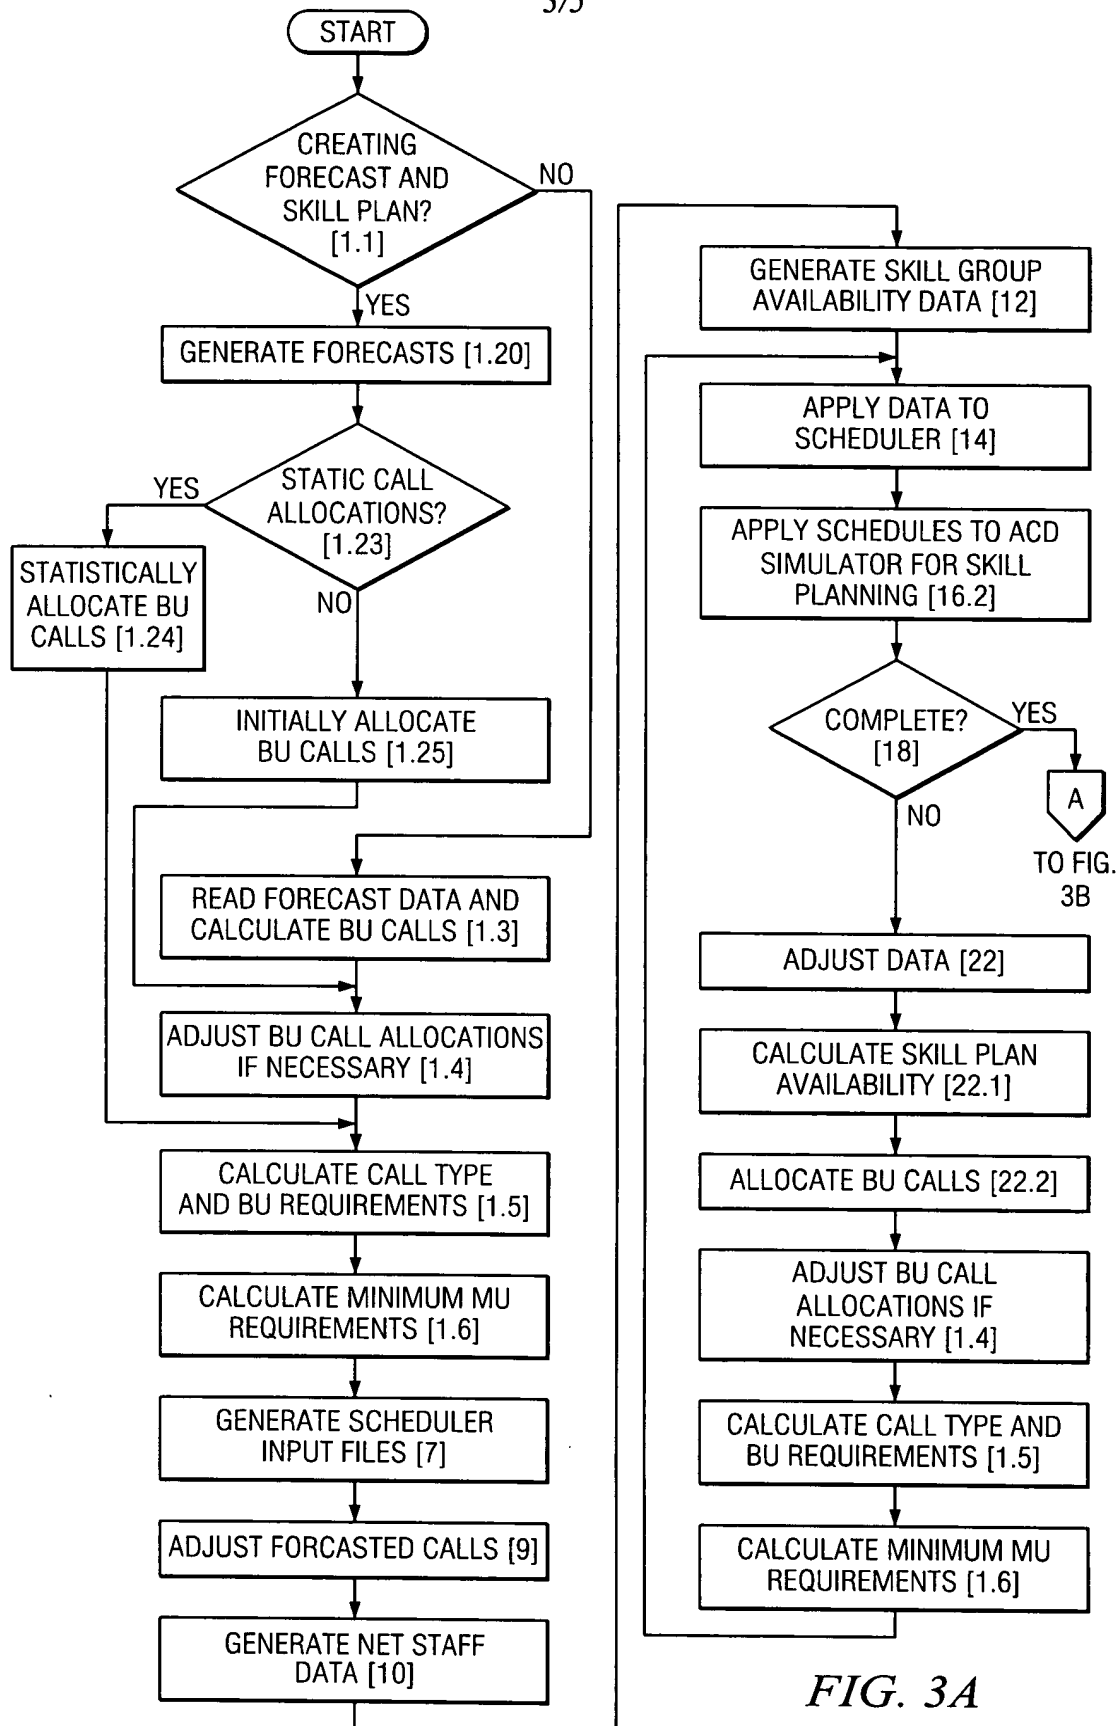 3/5
START
CREATING
FORECAST AND
SKILL PLAN?
[1.1]
NO
YES
GENERATE FORECASTS [1.20]
STATIC CALL
ALLOCATIONS?
[1.23]
YES
NO
STATISTICALLY
ALLOCATE BU
CALLS [1.24]
INITIALLY ALLOCATE
BU CALLS [1.25]
READ FORECAST DATA AND
CALCULATE BU CALLS [1.3]
ADJUST BU CALL ALLOCATIONS
IF NECESSARY [1.4]
CALCULATE CALL TYPE
AND BU REQUIREMENTS [1.5]
CALCULATE MINIMUM MU
REQUIREMENTS [1.6]
GENERATE SCHEDULER
INPUT FILES [7]
ADJUST FORCASTED CALLS [9]
GENERATE NET STAFF
DATA [10]
GENERATE SKILL GROUP
AVAILABILITY DATA [12]
APPLY DATA TO
SCHEDULER [14]
APPLY SCHEDULES TO ACD
SIMULATOR FOR SKILL
PLANNING [16.2]
COMPLETE?
[18]
YES
A
TO FIG.
3B
NO
ADJUST DATA [22]
CALCULATE SKILL PLAN
AVAILABILITY [22.1]
ALLOCATE BU CALLS [22.2]
ADJUST BU CALL
ALLOCATIONS IF
NECESSARY [1.4]
CALCULATE CALL TYPE AND
BU REQUIREMENTS [1.5]
CALCULATE MINIMUM MU
REQUIREMENTS [1.6]
FIG. 3A